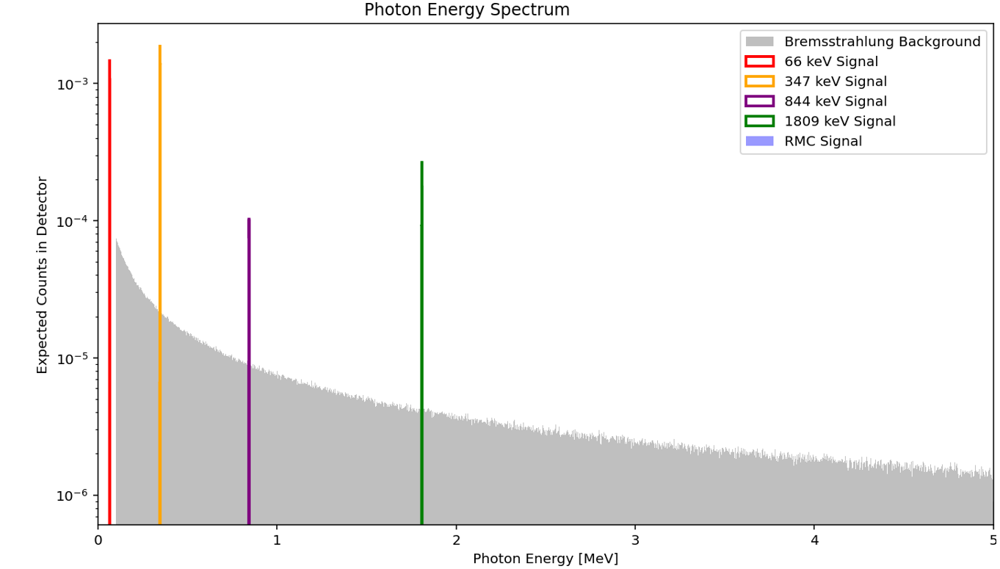 Photon Energy Spectrum
Expected Counts in Detector
10⁻³
10⁻⁴
10⁻⁵
10⁻⁶
Bremsstrahlung Background
66 keV Signal
347 keV Signal
844 keV Signal
1809 keV Signal
RMC Signal
0 1 2 3 4 5
Photon Energy [MeV]